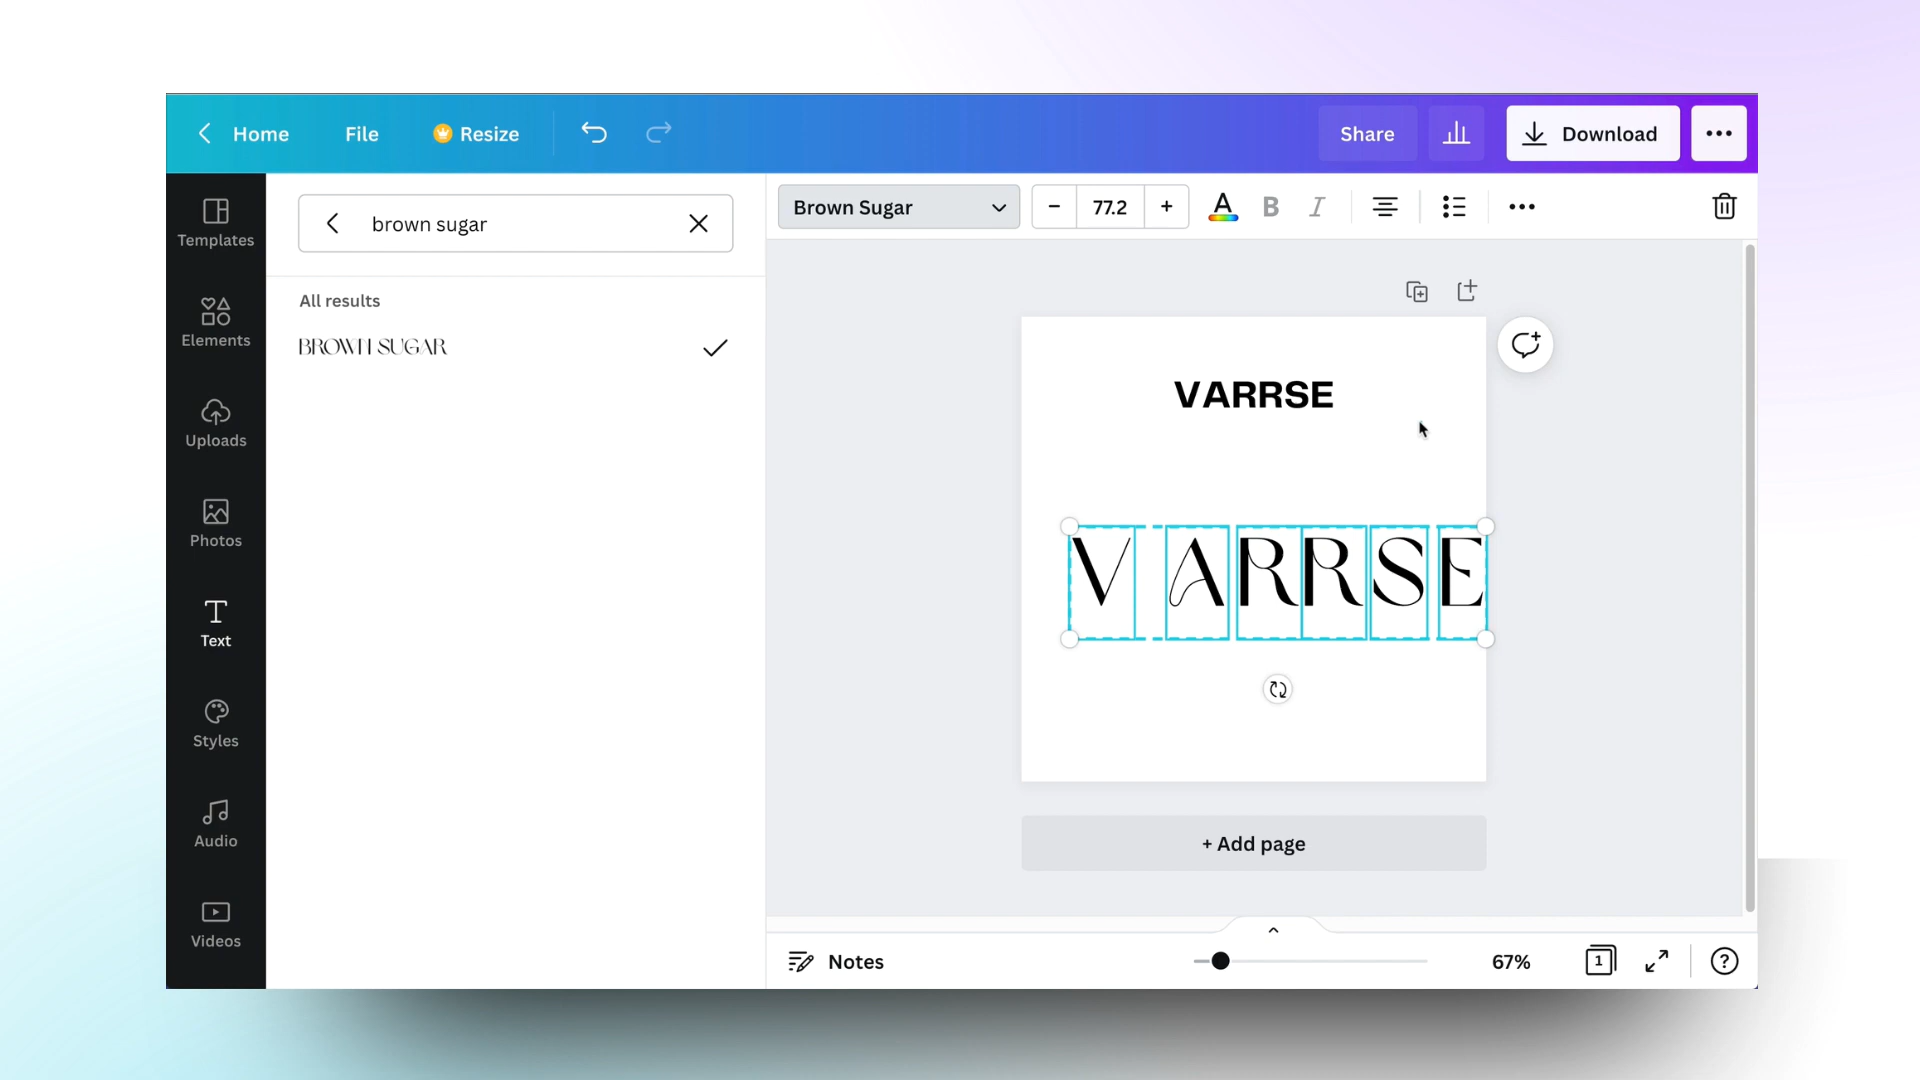 Home File Resize Share Download
Templates
Elements
Uploads
Photos
Text
Styles
Audio
Videos
brown sugar
All results
BROWN SUGAR
Brown Sugar 77.2 A B I
VARRSE
V ARRSE
+ Add page
Notes 67% 1 ?